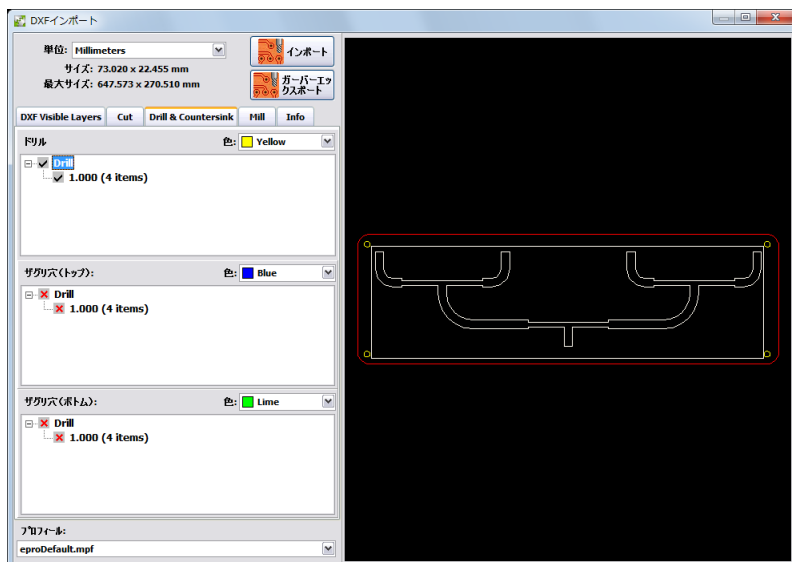 DXFインポート
単位: Millimeters
サイズ: 73.020 x 22.455 mm
最大サイズ: 647.573 x 270.510 mm
インポート
ガーバーエッ
クスポート
DXF Visible Layers Cut Drill & Countersink Mill Info
ドリル 色: Yellow
Drill
1.000 (4 items)
ザグリ穴(トップ): 色: Blue
Drill
1.000 (4 items)
ザグリ穴(ボトム): 色: Lime
Drill
1.000 (4 items)
プロフィール:
eproDefault.mpf